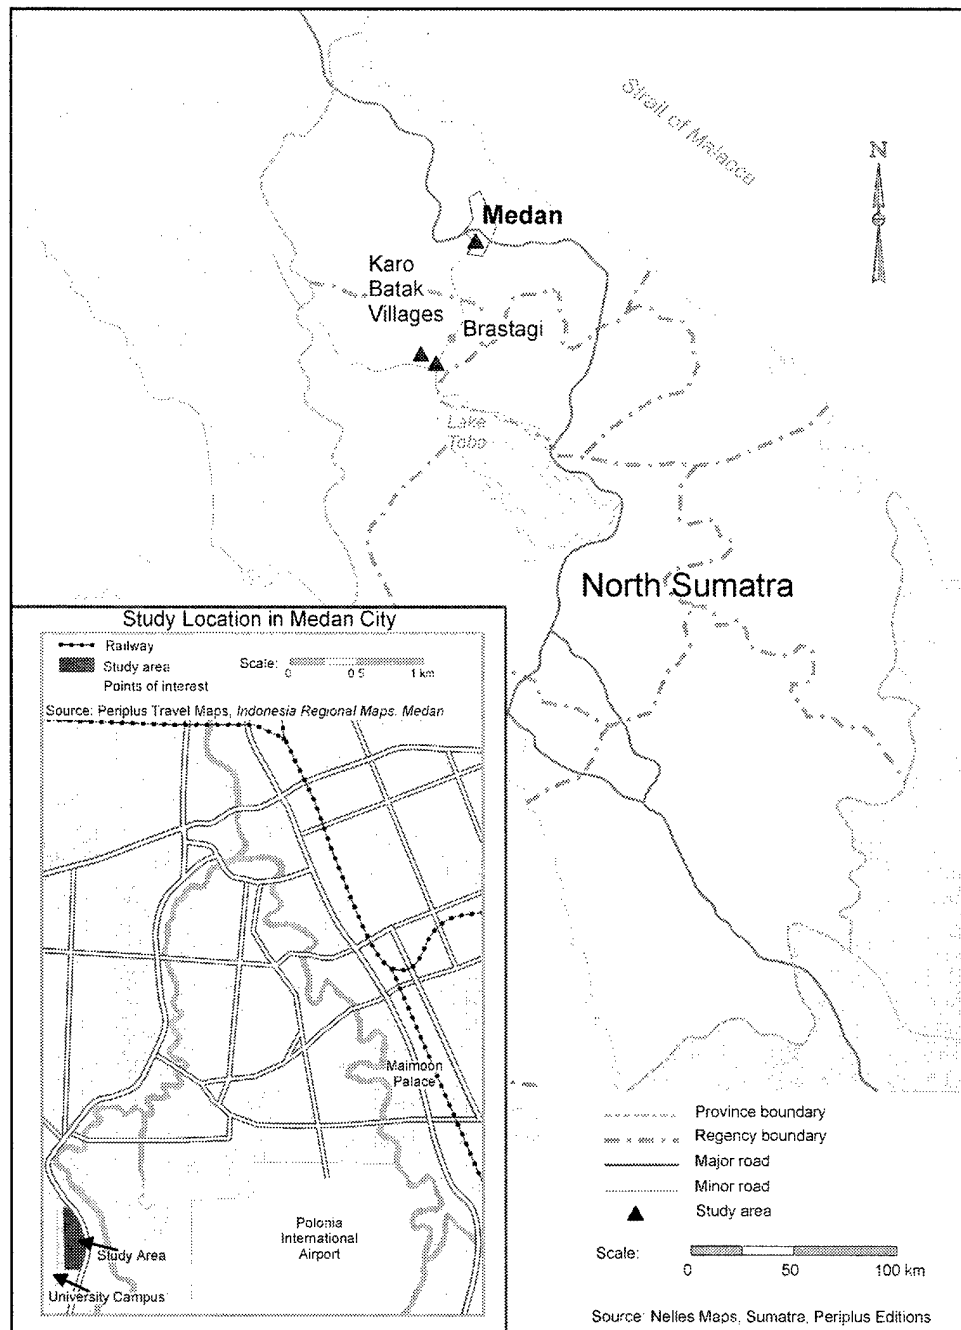 Strait of Malacca
N
Medan
Karo
Batak
Villages
Brastagi
Lake
Toba
North Sumatra
Study Location in Medan City
Railway
Study area
Points of interest
Scale:
0 0.5 1 km
Source: Periplus Travel Maps, Indonesia Regional Maps. Medan
Maimoon
Palace
Polonia
International
Airport
Study Area
University Campus
Province boundary
Regency boundary
Major road
Minor road
Study area
Scale:
0 50 100 km
Source: Nelles Maps, Sumatra, Periplus Editions